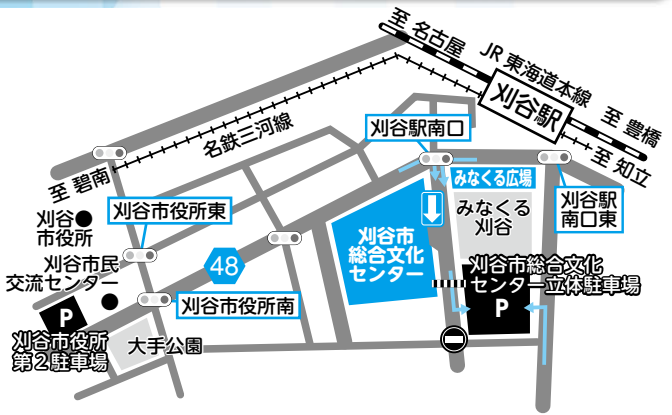 至 名古屋
JR 東海道本線
刈谷駅
至 豊橋
至 知立
名鉄三河線
至 碧南
刈谷駅南口
みなくる広場
みなくる
刈谷
刈谷駅
南口東
刈谷
市役所
刈谷市役所東
刈谷市民
交流センター
48
刈谷市
総合文化
センター
刈谷市総合文化
センター立体駐車場
P
刈谷市役所南
P
刈谷市役所
第2駐車場
大手公園